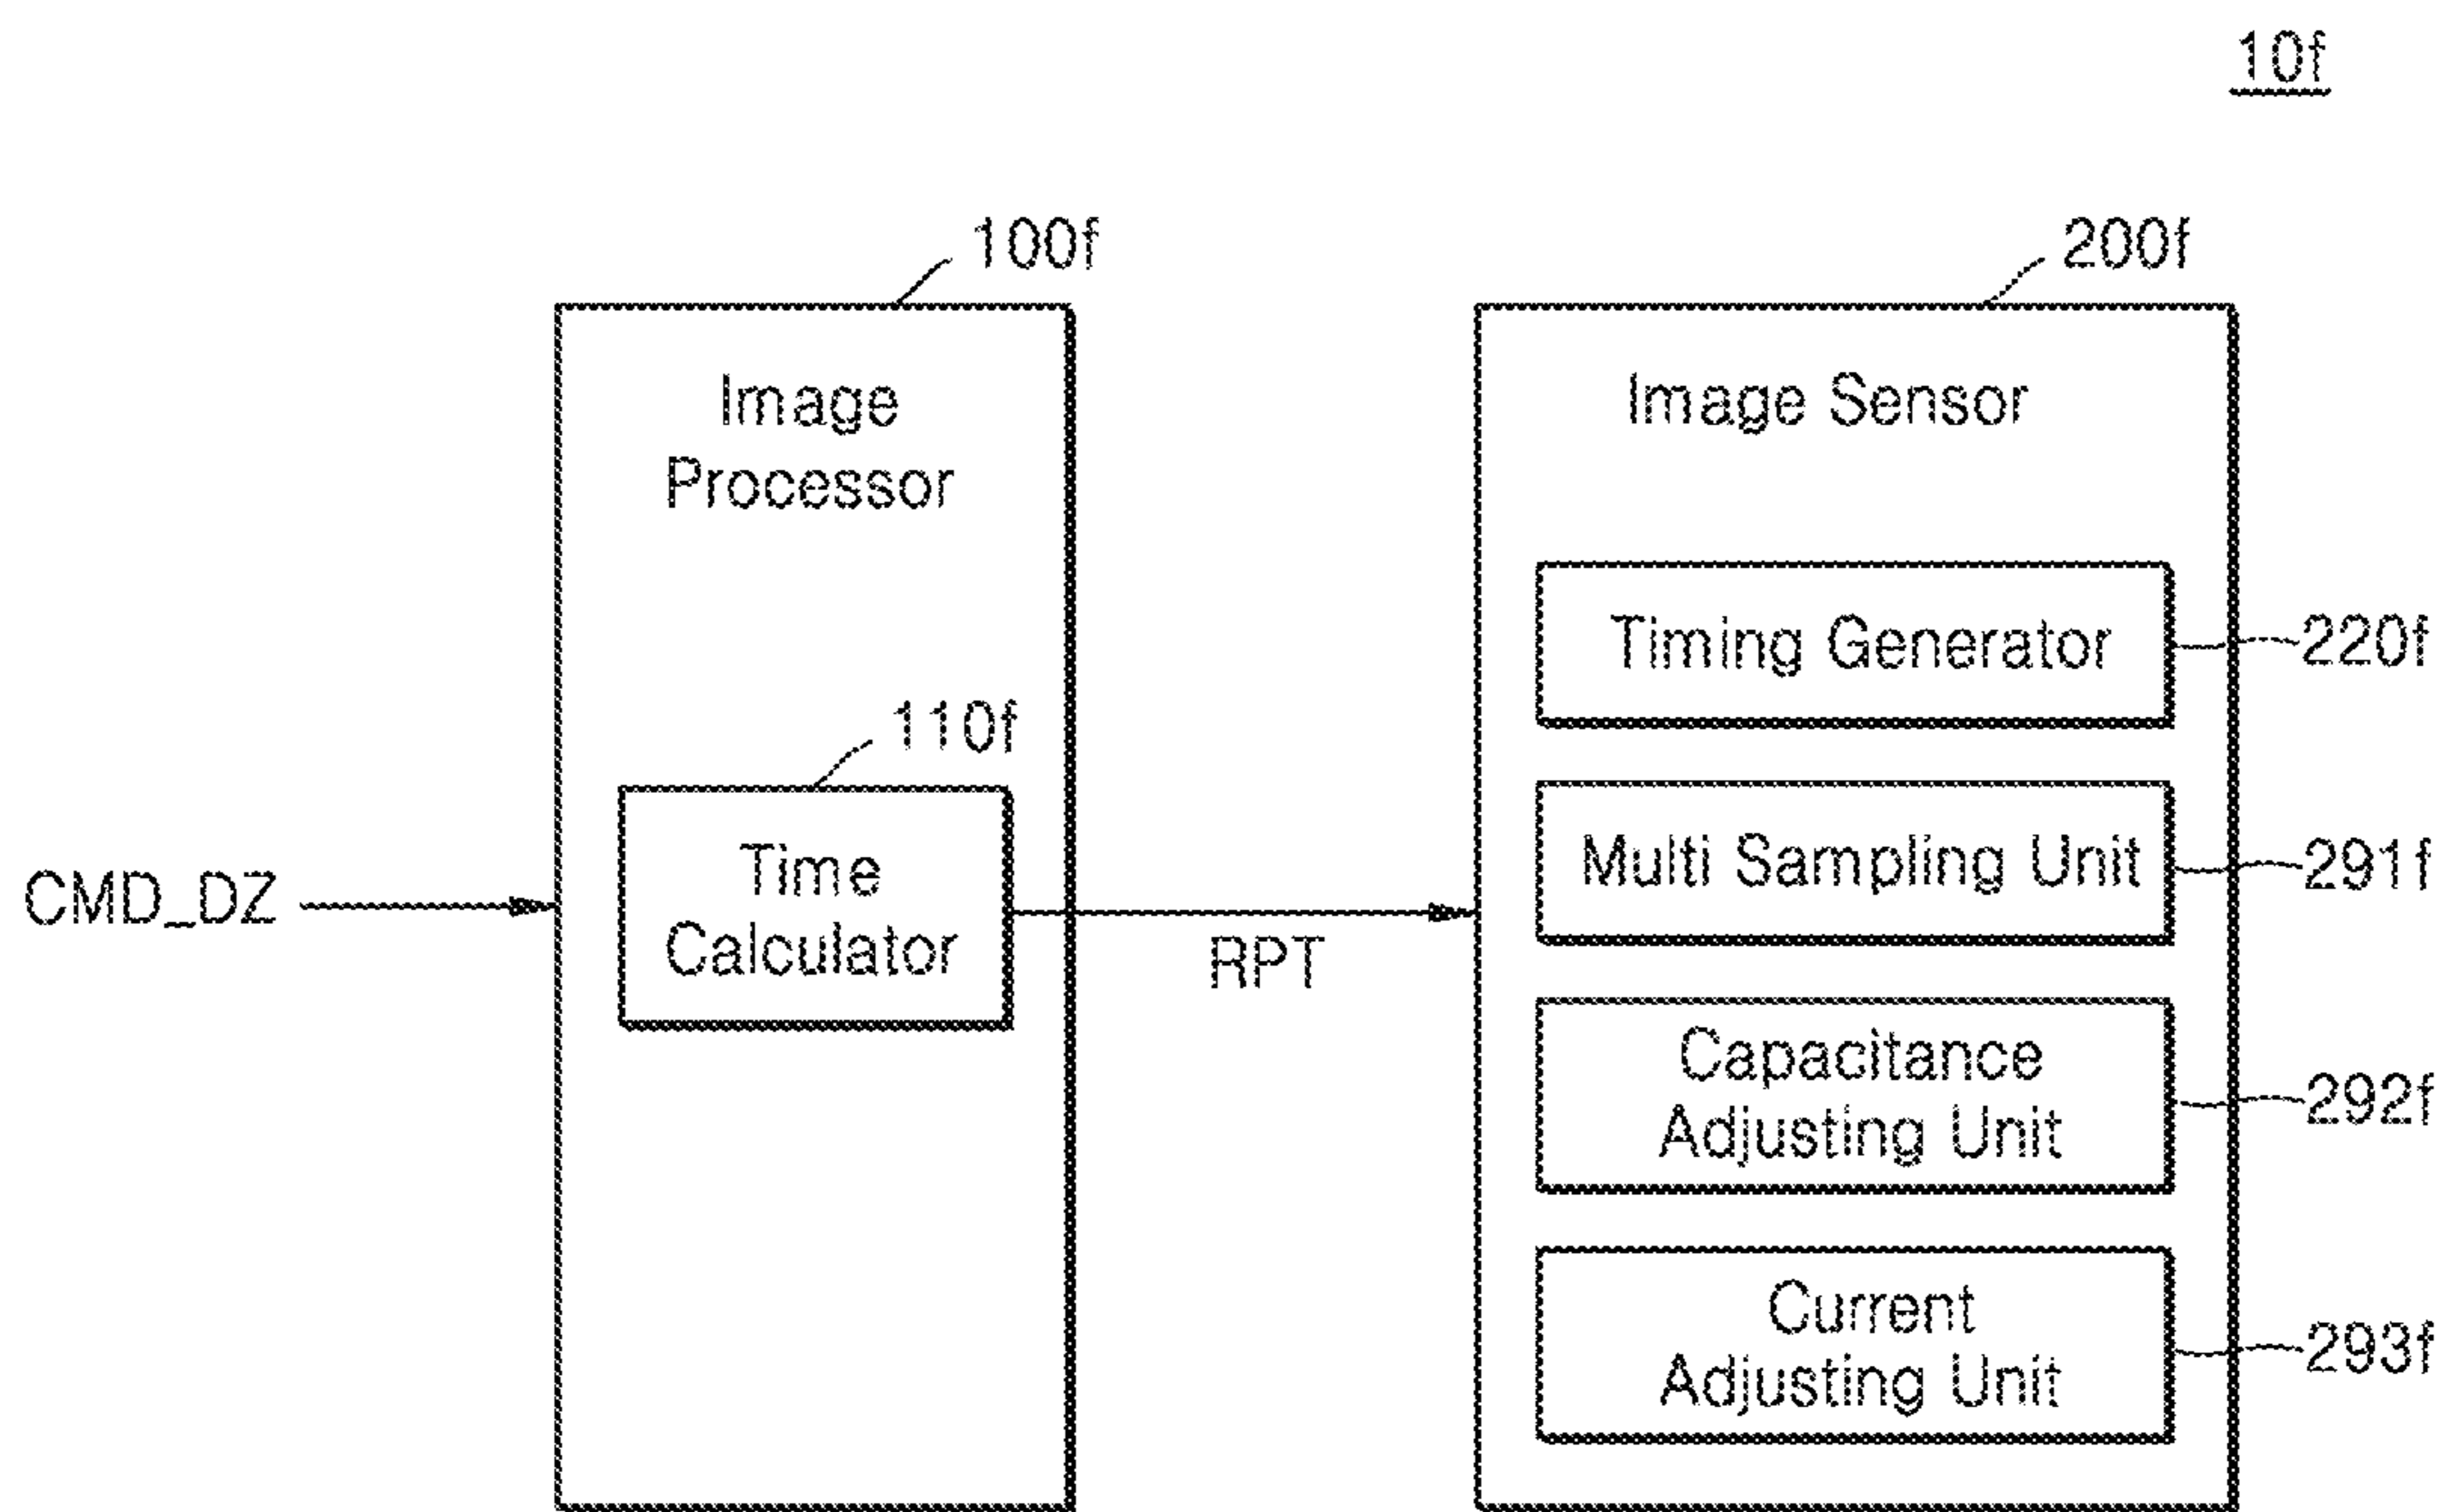 10f
100f
200f
Image
Processor
Image Sensor
Timing Generator
220f
110f
Time
Calculator
CMD_DZ
RPT
Multi Sampling Unit
291f
Capacitance
Adjusting Unit
292f
Current
Adjusting Unit
293f